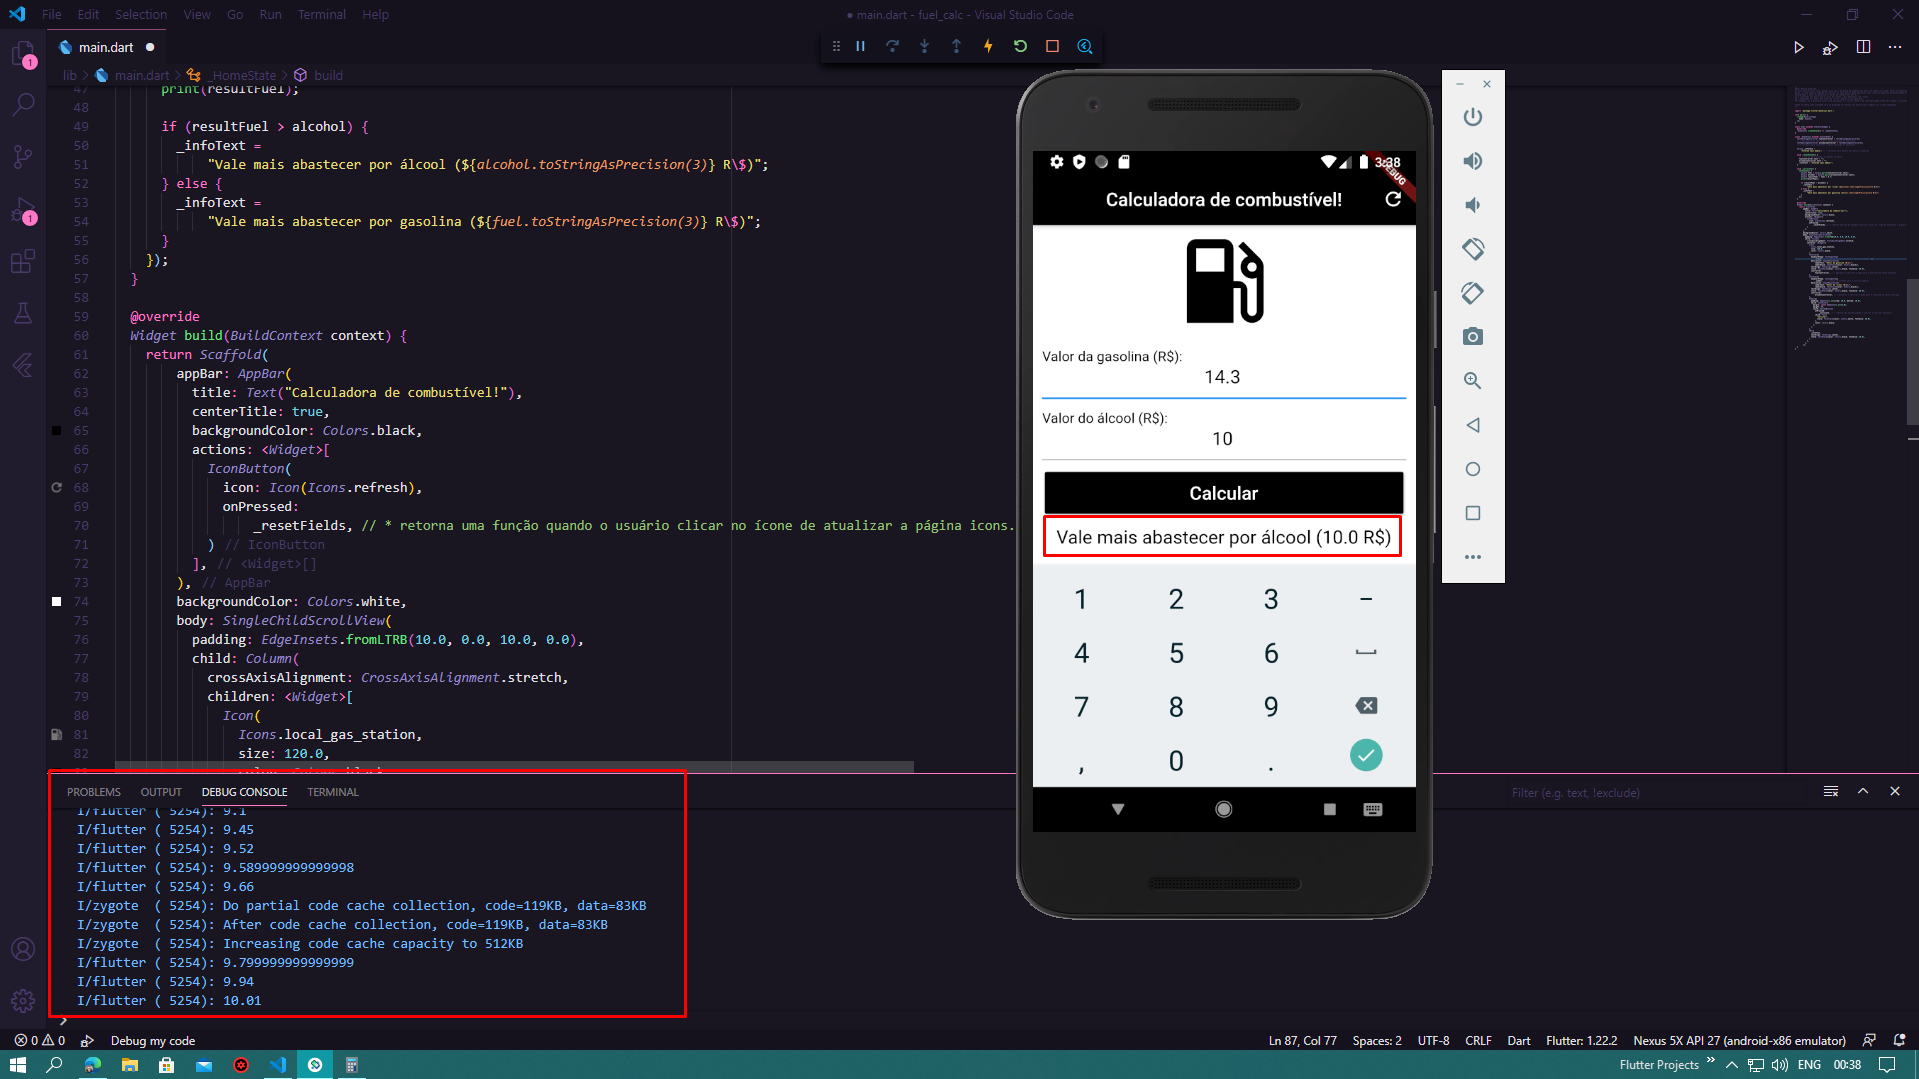 File Edit Selection View Go Run Terminal Help
● main.dart - fuel_calc - Visual Studio Code
main.dart ●
lib > main.dart > _HomeState > build
47 print(resultFuel);
48
49 if (resultFuel > alcohol) {
50 _infoText =
51 "Vale mais abastecer por álcool (${alcohol.toStringAsPrecision(3)} R\$)";
52 } else {
53 _infoText =
54 "Vale mais abastecer por gasolina (${fuel.toStringAsPrecision(3)} R\$)";
55 }
56 });
57 }
58
59 @override
60 Widget build(BuildContext context) {
61 return Scaffold(
62 appBar: AppBar(
63 title: Text("Calculadora de combustível!"),
64 centerTitle: true,
65 backgroundColor: Colors.black,
66 actions: <Widget>[
67 IconButton(
68 icon: Icon(Icons.refresh),
69 onPressed:
70 _resetFields, // * retorna uma função quando o usuário clicar no ícone de atualizar a página icons.
71 ) // IconButton
72 ], // <Widget>[]
73 ), // AppBar
74 backgroundColor: Colors.white,
75 body: SingleChildScrollView(
76 padding: EdgeInsets.fromLTRB(10.0, 0.0, 10.0, 0.0),
77 child: Column(
78 crossAxisAlignment: CrossAxisAlignment.stretch,
79 children: <Widget>[
80 Icon(
81 Icons.local_gas_station,
82 size: 120.0,
1
1
3:38
DEBUG
Calculadora de combustível!
Valor da gasolina (R$):
14.3
Valor do álcool (R$):
10
Calcular
Vale mais abastecer por álcool (10.0 R$)
1 2 3 -
4 5 6
7 8 9
, 0 .
PROBLEMS OUTPUT DEBUG CONSOLE TERMINAL
Filter (e.g. text, !exclude)
I/flutter ( 5254): 9.1
I/flutter ( 5254): 9.45
I/flutter ( 5254): 9.52
I/flutter ( 5254): 9.589999999999998
I/flutter ( 5254): 9.66
I/zygote  ( 5254): Do partial code cache collection, code=119KB, data=83KB
I/zygote  ( 5254): After code cache collection, code=119KB, data=83KB
I/zygote  ( 5254): Increasing code cache capacity to 512KB
I/flutter ( 5254): 9.799999999999999
I/flutter ( 5254): 9.94
I/flutter ( 5254): 10.01
0 0 Debug my code
Ln 87, Col 77 Spaces: 2 UTF-8 CRLF Dart Flutter: 1.22.2 Nexus 5X API 27 (android-x86 emulator)
Flutter Projects ENG 00:38